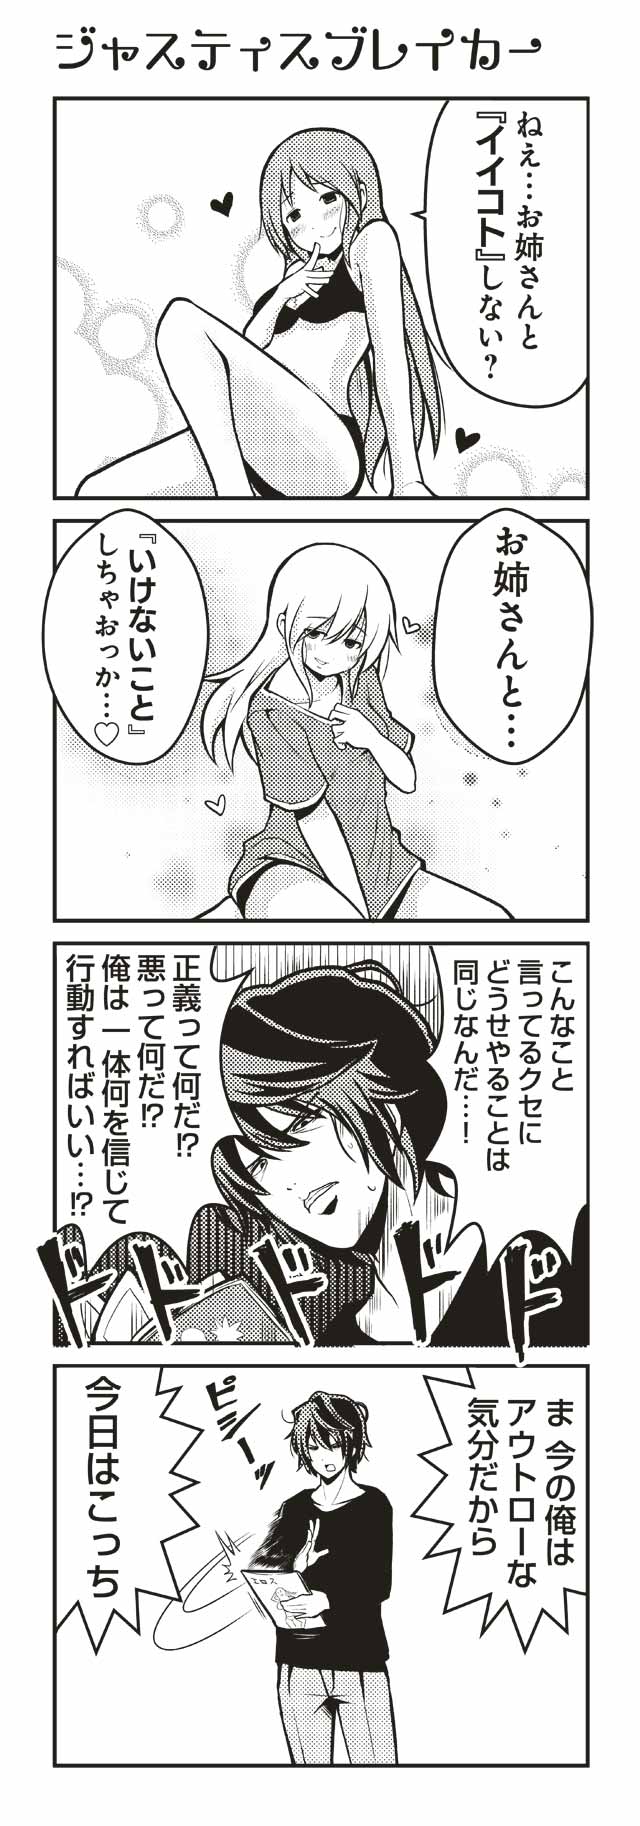 ジャスティスブレイカー
ねえ…お姉さんと
『イイコト』しない?
お姉さんと…
『いけないこと』
しちゃおっか…♡
こんなこと
言ってるクセに
どうせやることは
同じなんだ…!
正義って何だ!?
悪って何だ!?
俺は一体何を信じて
行動すればいい…!?
ドドドドド
ま 今の俺は
アウトローな
気分だから
ピシーッ
エロス
今日はこっち